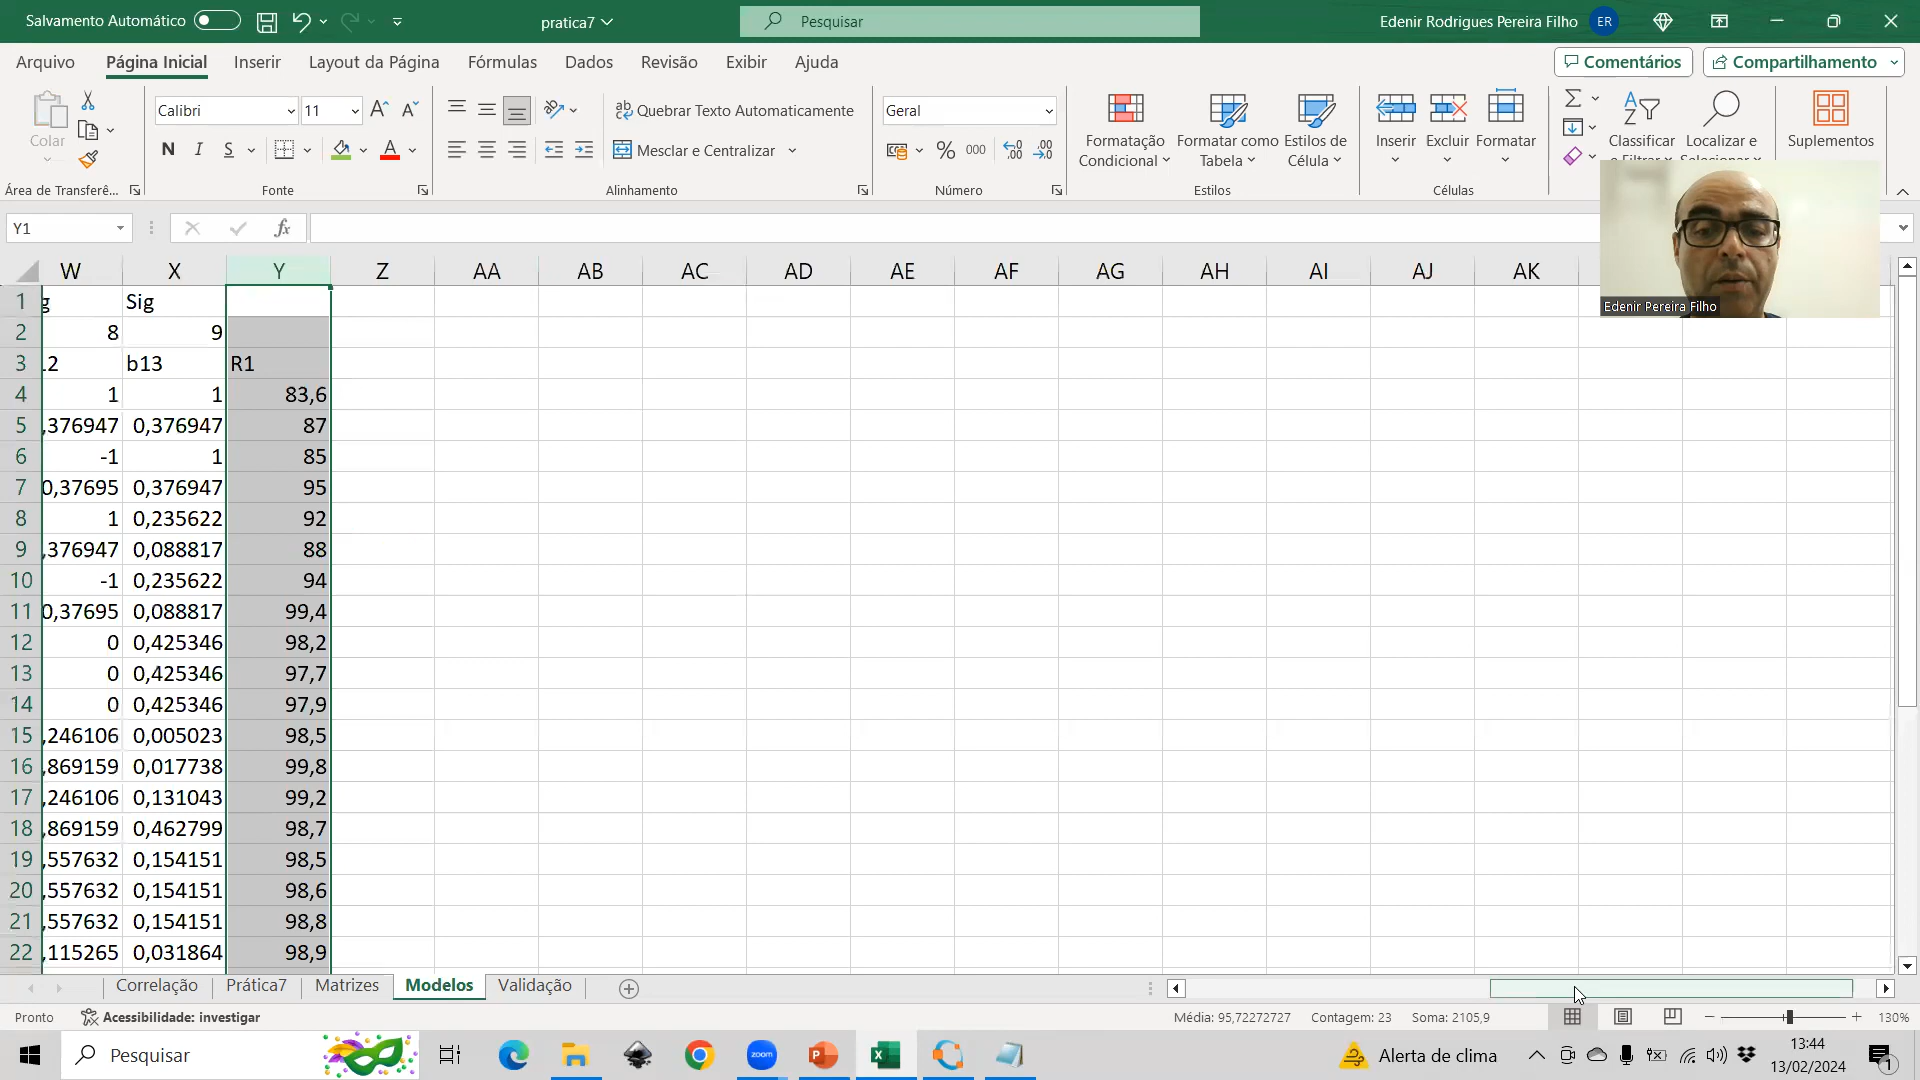 Salvamento Automático
pratica7
Pesquisar
Edenir Rodrigues Pereira Filho ER
Arquivo Página Inicial Inserir Layout da Página Fórmulas Dados Revisão Exibir Ajuda
Comentários Compartilhamento
Colar
Área de Transferê...
Calibri 11
N I S
Fonte
Quebrar Texto Automaticamente
Mesclar e Centralizar
Alinhamento
Geral
% 000
Número
Formatação Condicional
Formatar como Tabela
Estilos de Célula
Estilos
Inserir Excluir Formatar
Células
Classificar e Filtrar
Localizar e Selecionar
Suplementos
Y1
fx
Edenir Pereira Filho
W X Y Z AA AB AC AD AE AF AG AH AI AJ AK
1 g Sig
2 8 9
3 .2 b13 R1
4 1 1 83,6
5 ,376947 0,376947 87
6 -1 1 85
7 0,37695 0,376947 95
8 1 0,235622 92
9 ,376947 0,088817 88
10 -1 0,235622 94
11 0,37695 0,088817 99,4
12 0 0,425346 98,2
13 0 0,425346 97,7
14 0 0,425346 97,9
15 ,246106 0,005023 98,5
16 ,869159 0,017738 99,8
17 ,246106 0,131043 99,2
18 ,869159 0,462799 98,7
19 ,557632 0,154151 98,5
20 ,557632 0,154151 98,6
21 ,557632 0,154151 98,8
22 ,115265 0,031864 98,9
Correlação Prática7 Matrizes Modelos Validação
Pronto Acessibilidade: investigar Média: 95,72272727 Contagem: 23 Soma: 2105,9 130%
Pesquisar
zoom
Alerta de clima
13:44
13/02/2024
1